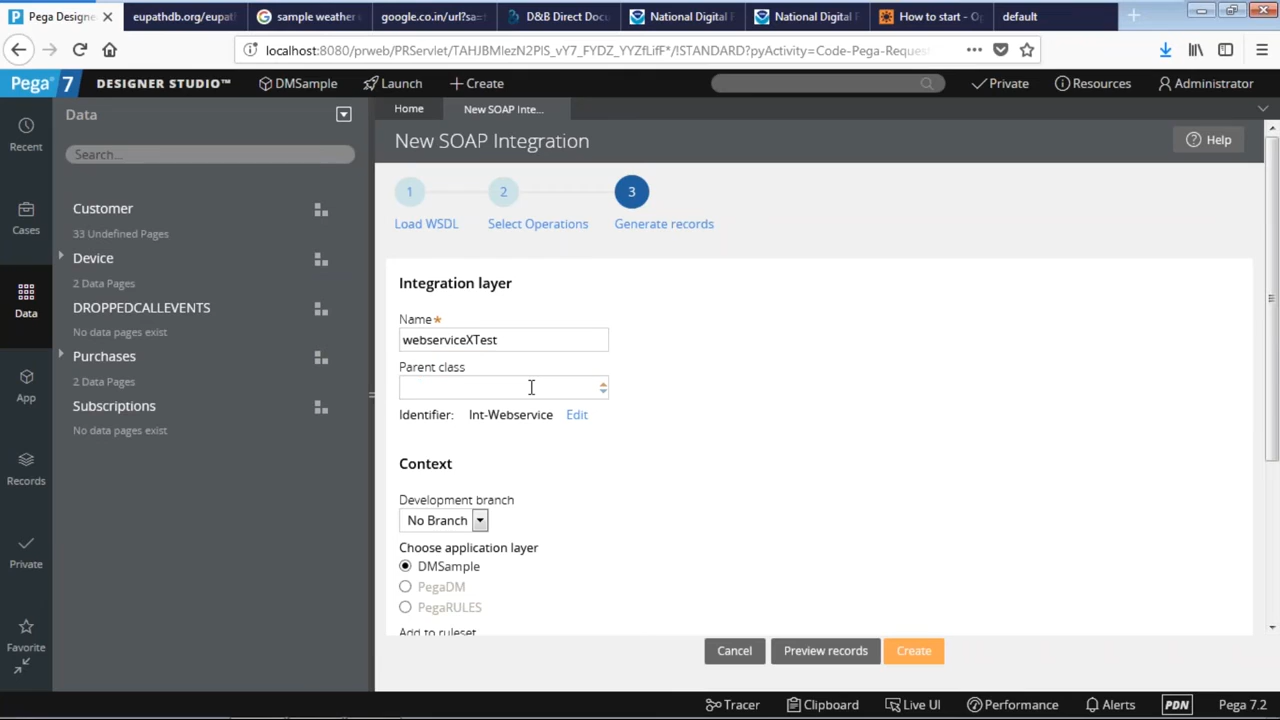 Pega Designe
eupathdb.org/eupat
sample weather
google.co.in/url?sa=
D&B Direct Doc
National Digital
National Digital
How to start - O
default
localhost:8080/prweb/PRServlet/TAHJBMlezN2PlS_vY7_FYDZ_YYZfLifF*/!STANDARD?pyActivity=Code-Pega-Reque
Pega 7 DESIGNER STUDIO™ DMSample Launch Create Private Resources Administrator
Recent
Cases
Data
App
Records
Private
Favorite
Data
Search...
Customer
33 Undefined Pages
Device
2 Data Pages
DROPPEDCALLEVENTS
No data pages exist
Purchases
2 Data Pages
Subscriptions
No data pages exist
Home New SOAP Inte...
New SOAP Integration
Help
1 2 3
Load WSDL Select Operations Generate records
Integration layer
Name*
webserviceXTest
Parent class
Identifier: Int-Webservice Edit
Context
Development branch
No Branch
Choose application layer
DMSample
PegaDM
PegaRULES
Add to ruleset
Cancel Preview records Create
Tracer Clipboard Live UI Performance Alerts PDN Pega 7.2